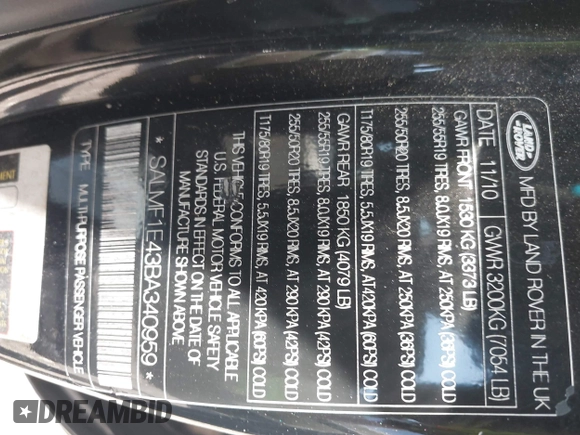 LAND ROVER
MFD BY LAND ROVER IN THE UK
DATE 11/10 GVWR 3200KG (7054 LB)
GAWR FRONT 1530 KG (3373 LB)
255/55R19 TIRES, 8.0JX19 RIMS, AT 250KPA (36PSI) COLD
255/50R20 TIRES, 8.5JX20 RIMS, AT 250KPA (36PSI) COLD
T175/80R19 TIRES, 5.5JX19 RIMS, AT 420KPA (60PSI) COLD
GAWR REAR 1850 KG (4079 LB)
255/55R19 TIRES, 8.0JX19 RIMS, AT 290 KPA (42PSI) COLD
255/50R20 TIRES, 8.5JX20 RIMS, AT 290 KPA (42PSI) COLD
T175/80R19 TIRES, 5.5JX19 RIMS, AT 420 KPA (60PSI) COLD
THIS VEHICLE CONFORMS TO ALL APPLICABLE
U.S. FEDERAL MOTOR VEHICLE SAFETY
STANDARDS IN EFFECT ON THE DATE OF
MANUFACTURE SHOWN ABOVE
*SALMF1E43BA340959*
TYPE MULTI-PURPOSE PASSENGER VEHICLE
DREAMBID